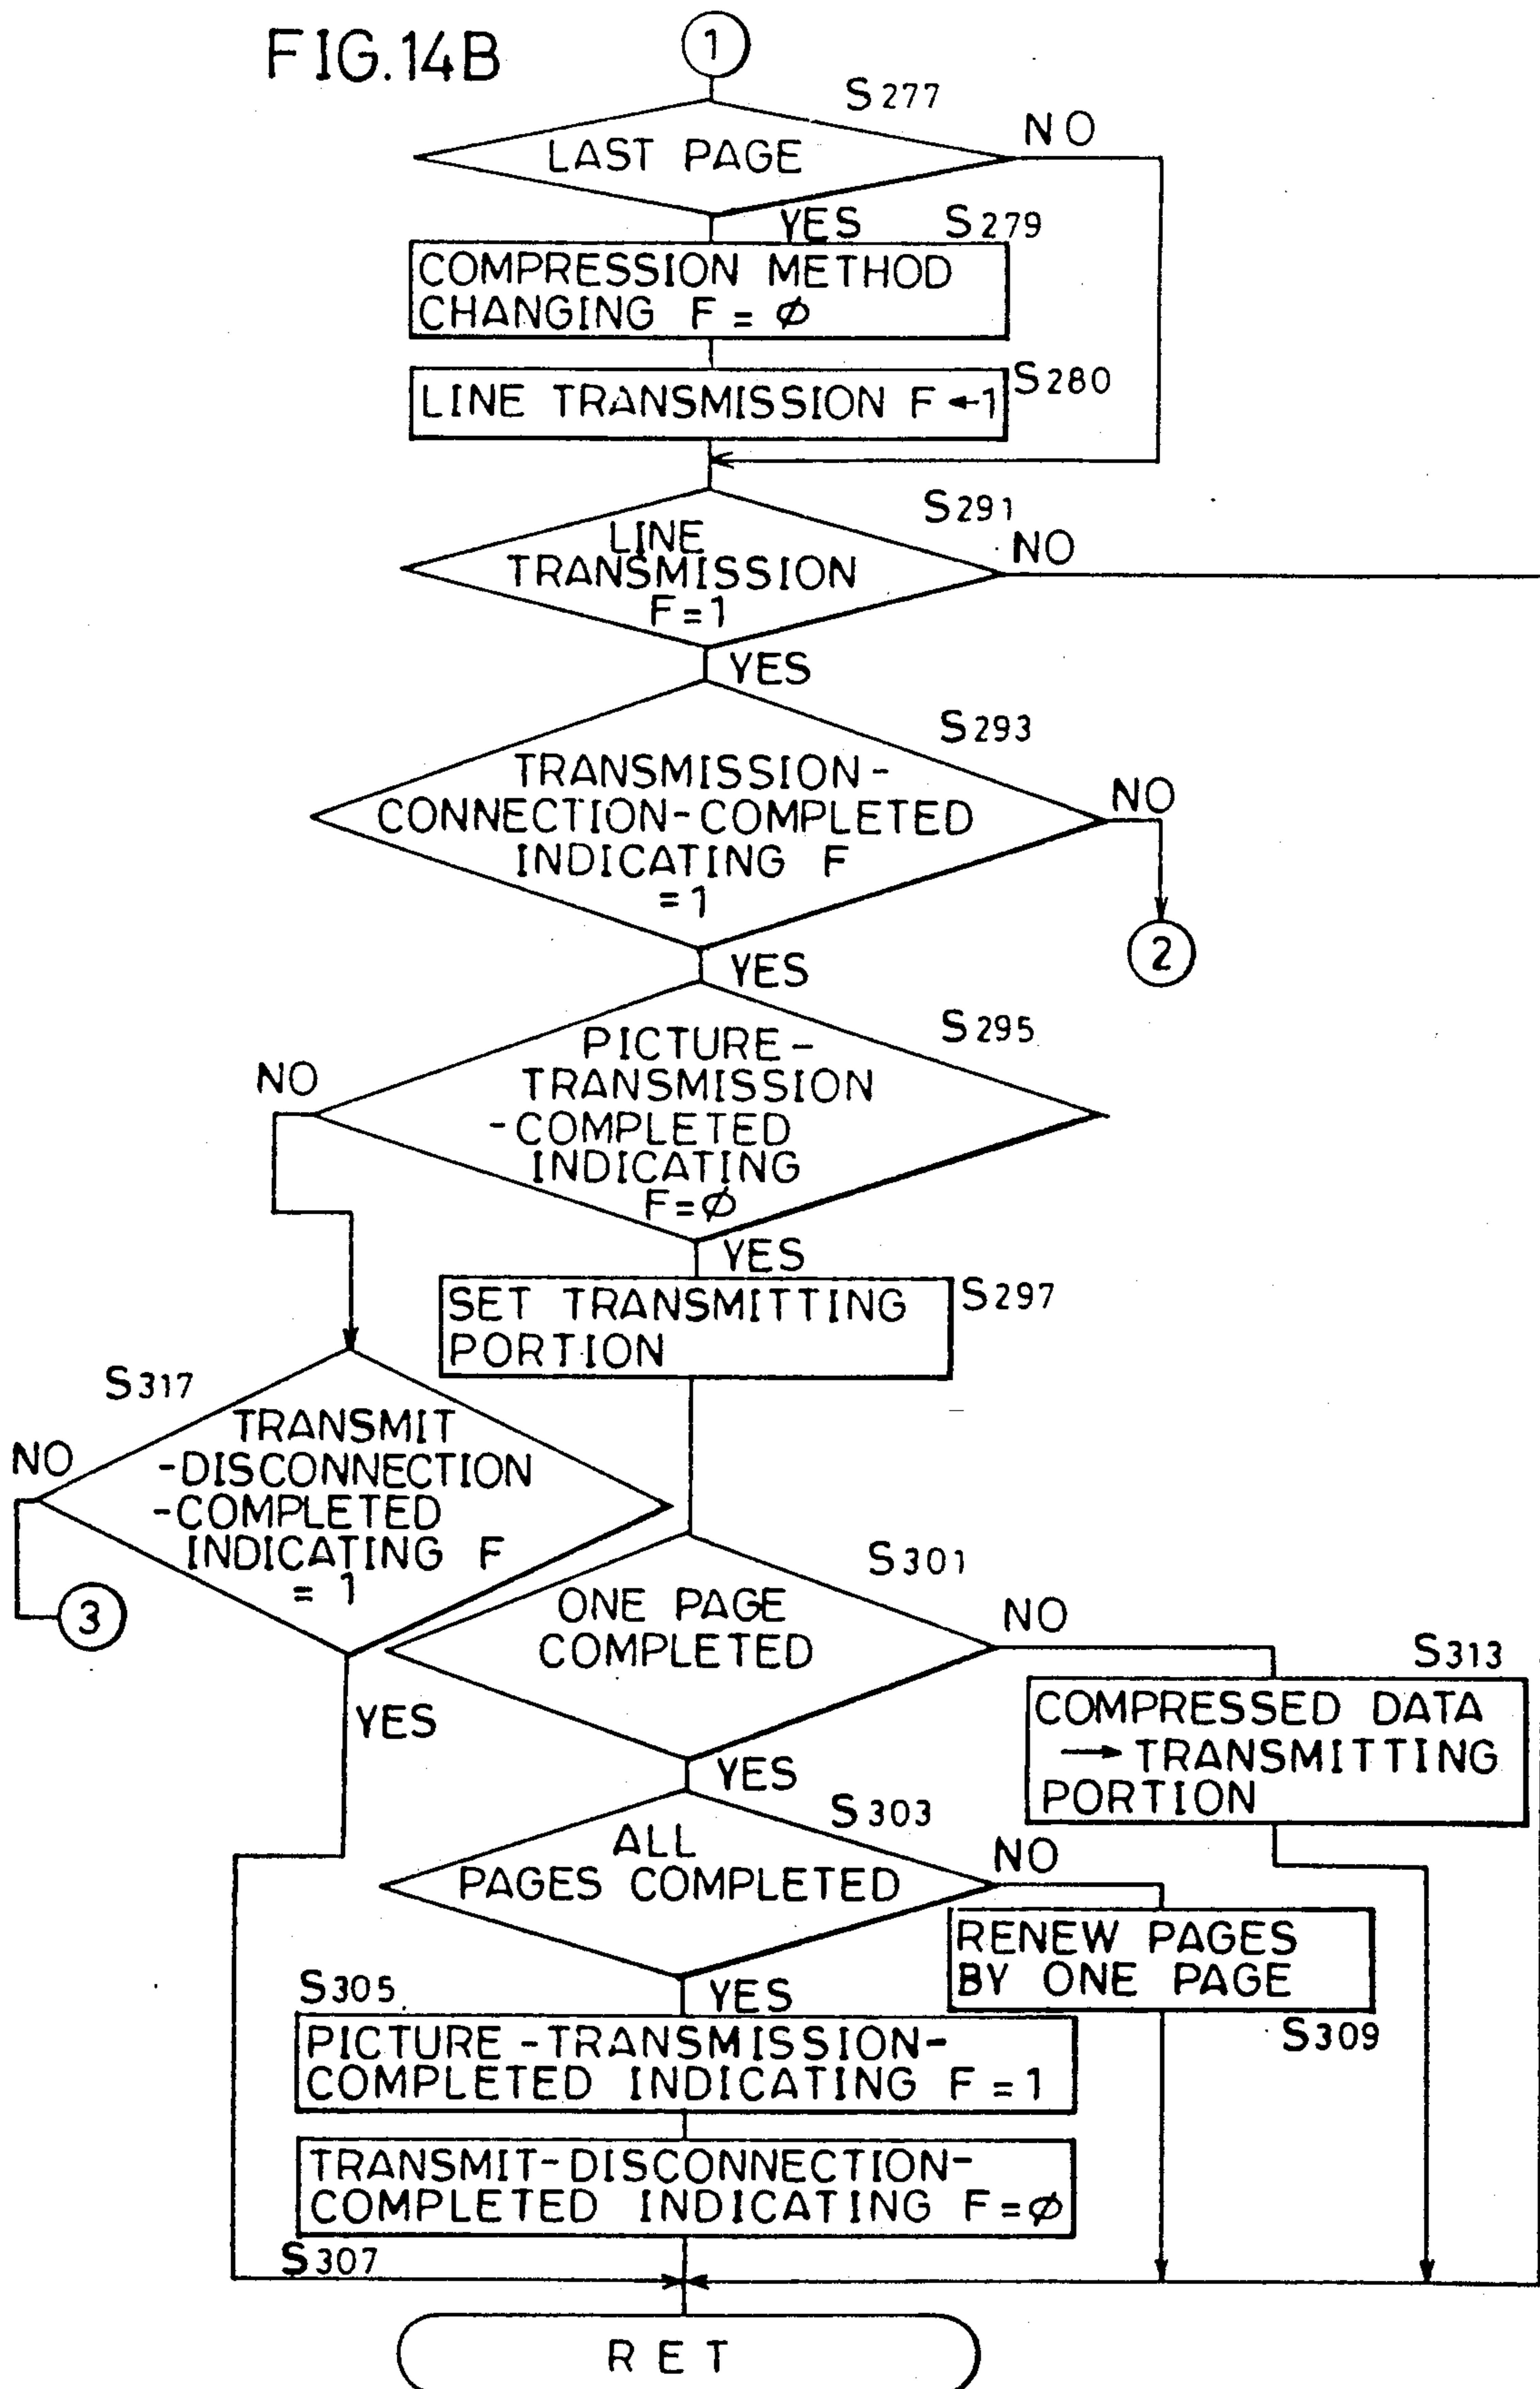 FIG.14B
1
S277
LAST PAGE
NO
YES
S279
COMPRESSION METHOD
CHANGING F = ϕ
LINE TRANSMISSION F ←1
S280
S291
LINE
TRANSMISSION
F=1
NO
YES
S293
TRANSMISSION-
CONNECTION-COMPLETED
INDICATING F
=1
NO
2
YES
S295
PICTURE-
TRANSMISSION
-COMPLETED
INDICATING
F=ϕ
NO
YES
SET TRANSMITTING
PORTION
S297
S317
TRANSMIT
-DISCONNECTION
-COMPLETED
INDICATING F
= 1
NO
3
YES
S301
ONE PAGE
COMPLETED
NO
S313
COMPRESSED DATA
→ TRANSMITTING
PORTION
YES
S303
ALL
PAGES COMPLETED
NO
RENEW PAGES
BY ONE PAGE
S309
YES
S305
PICTURE -TRANSMISSION-
COMPLETED INDICATING F = 1
TRANSMIT-DISCONNECTION-
COMPLETED INDICATING F=ϕ
S307
RET